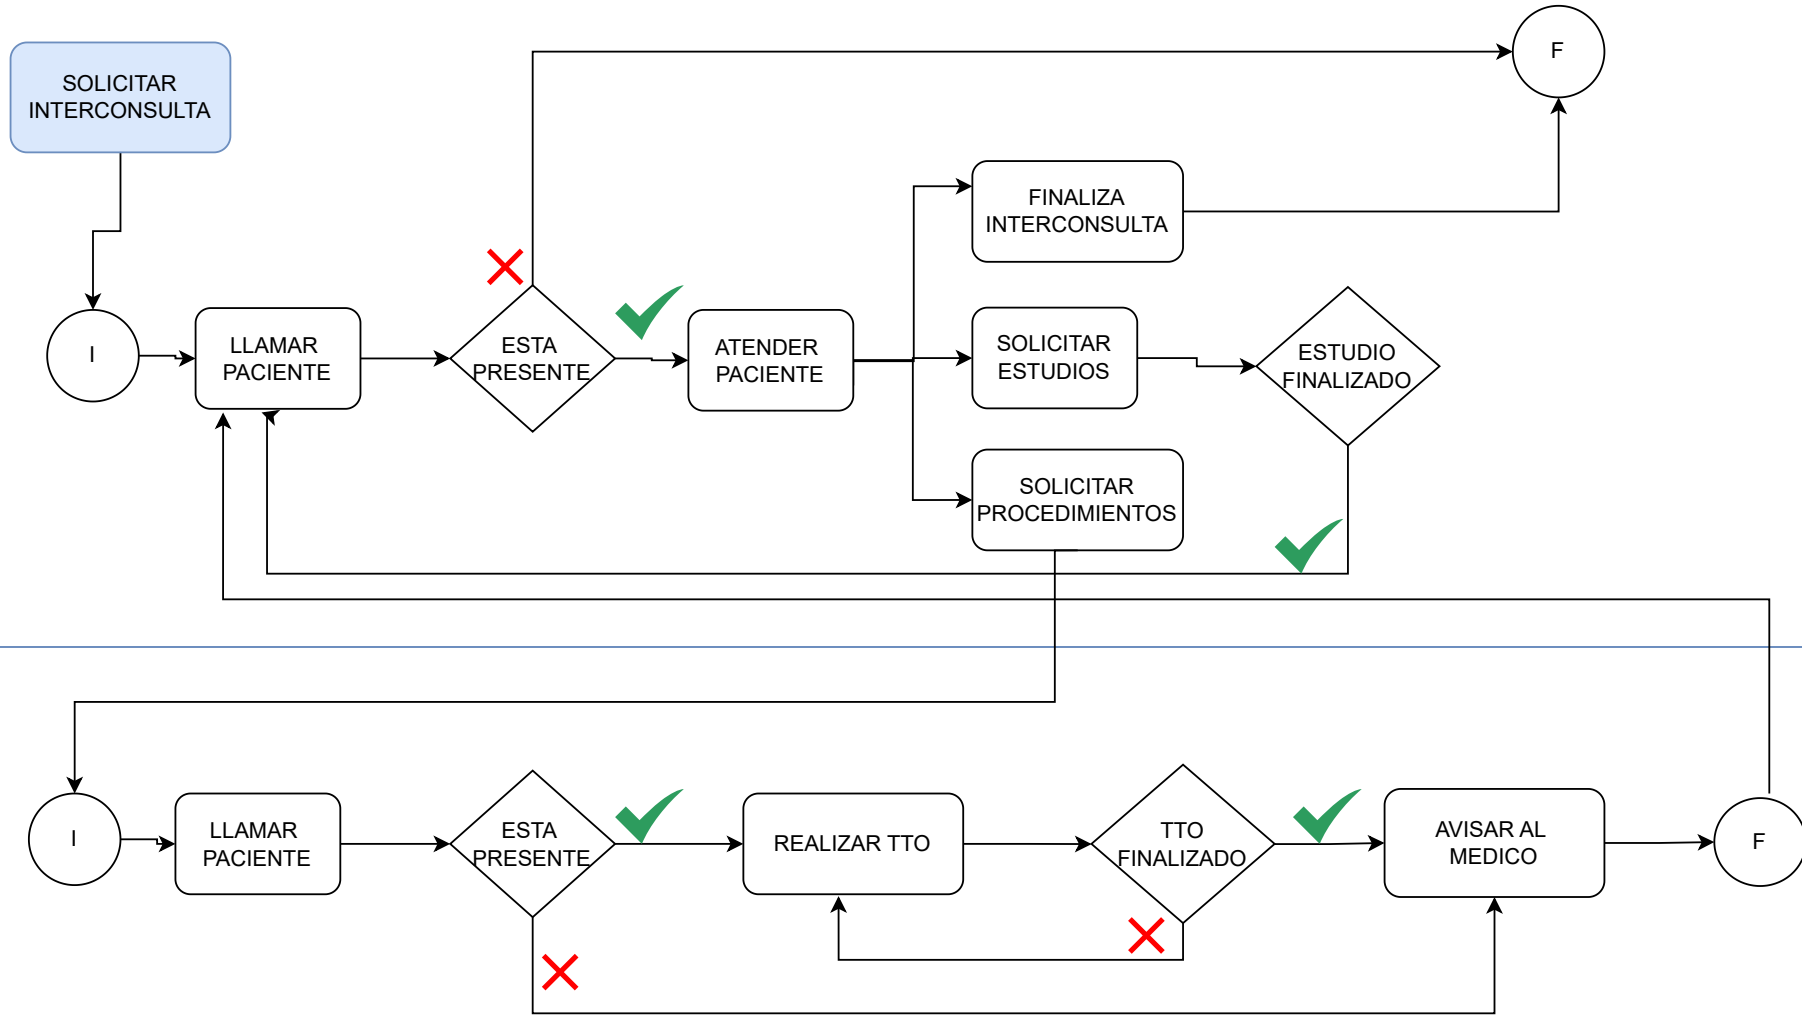 SOLICITAR
INTERCONSULTA
F
FINALIZA
INTERCONSULTA
I
LLAMAR
PACIENTE
ESTA
PRESENTE
ATENDER
PACIENTE
SOLICITAR
ESTUDIOS
ESTUDIO
FINALIZADO
SOLICITAR
PROCEDIMIENTOS
I
LLAMAR
PACIENTE
ESTA
PRESENTE
REALIZAR TTO
TTO
FINALIZADO
AVISAR AL
MEDICO
F